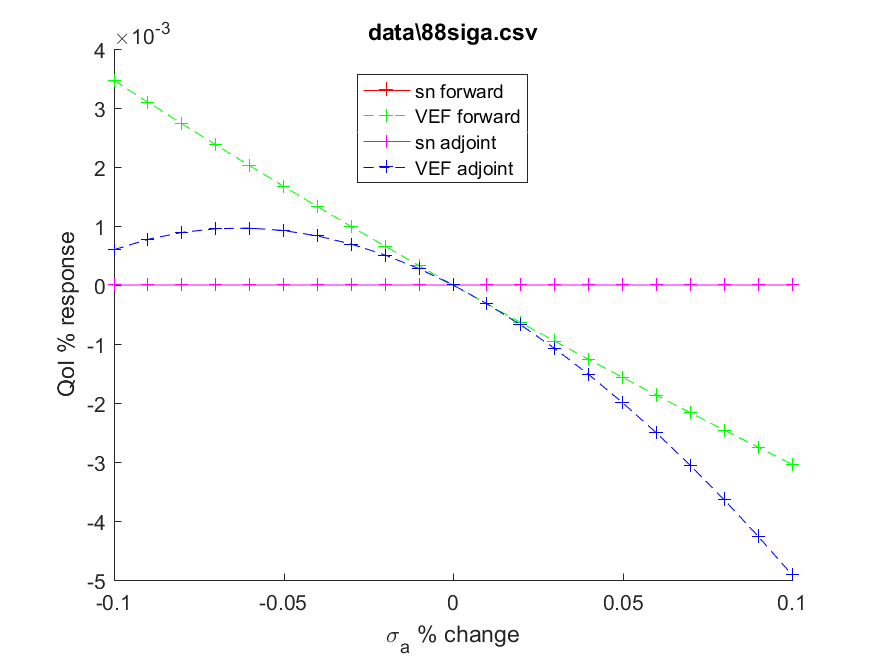 data\88siga.csv
×10⁻³
4
3
2
1
0
-1
-2
-3
-4
-5
-0.1
-0.05
0
0.05
0.1
QoI % response
σₐ % change
sn forward
VEF forward
sn adjoint
VEF adjoint